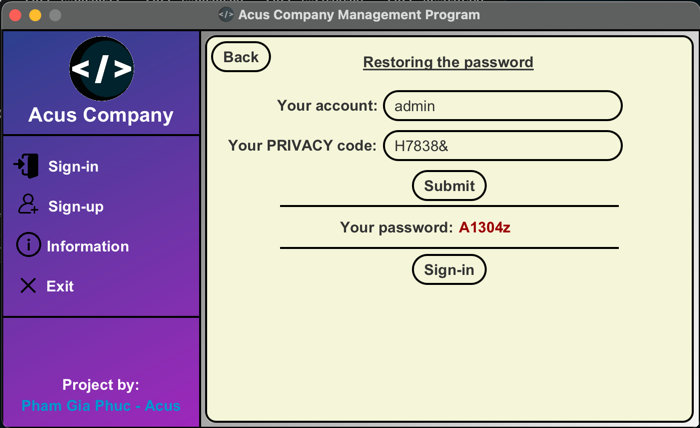 </> Acus Company Management Program
</>
Acus Company
Sign-in
Sign-up
Information
Exit
Project by:
Pham Gia Phuc - Acus
Back
Restoring the password
Your account: admin
Your PRIVACY code: H7838&
Submit
Your password: A1304z
Sign-in